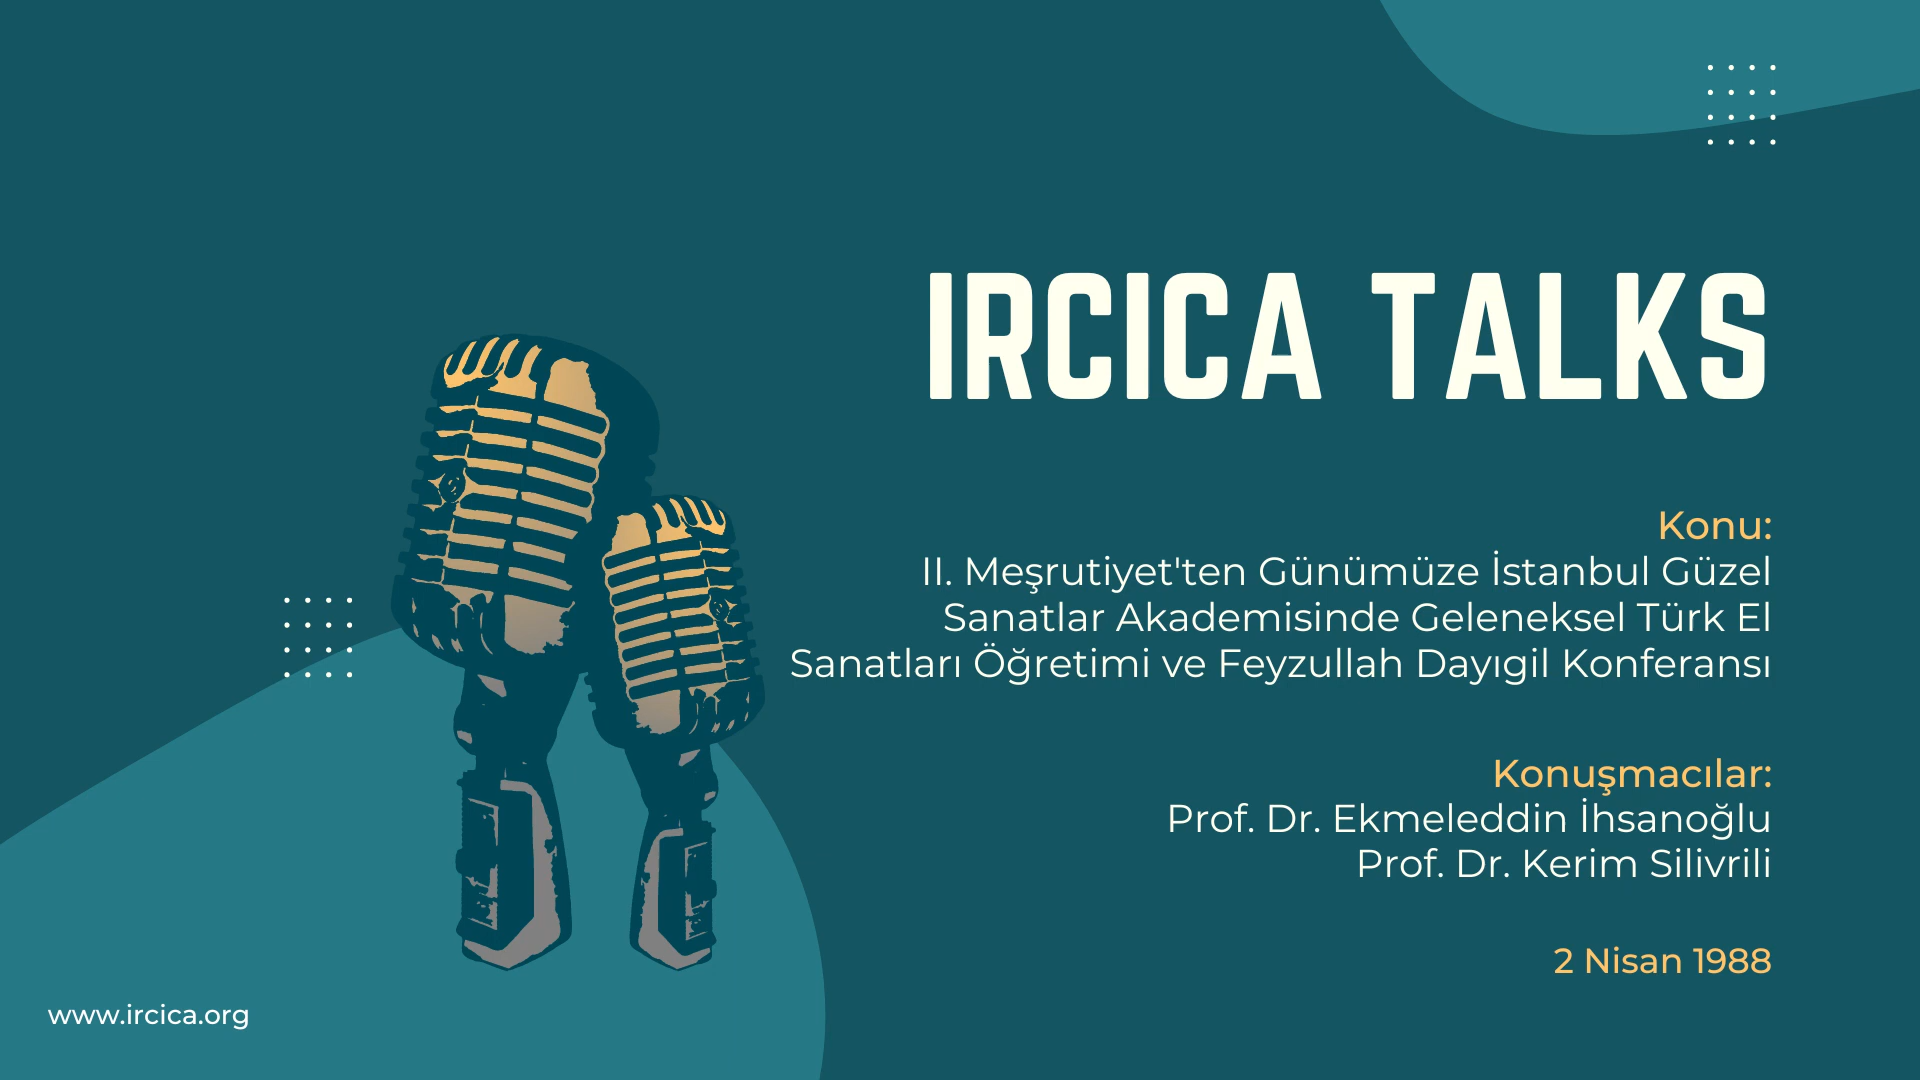 IRCICA TALKS
Konu:
II. Meşrutiyet'ten Günümüze İstanbul Güzel
Sanatlar Akademisinde Geleneksel Türk El
Sanatları Öğretimi ve Feyzullah Dayıgil Konferansı
Konuşmacılar:
Prof. Dr. Ekmeleddin İhsanoğlu
Prof. Dr. Kerim Silivrili
2 Nisan 1988
www.ircica.org